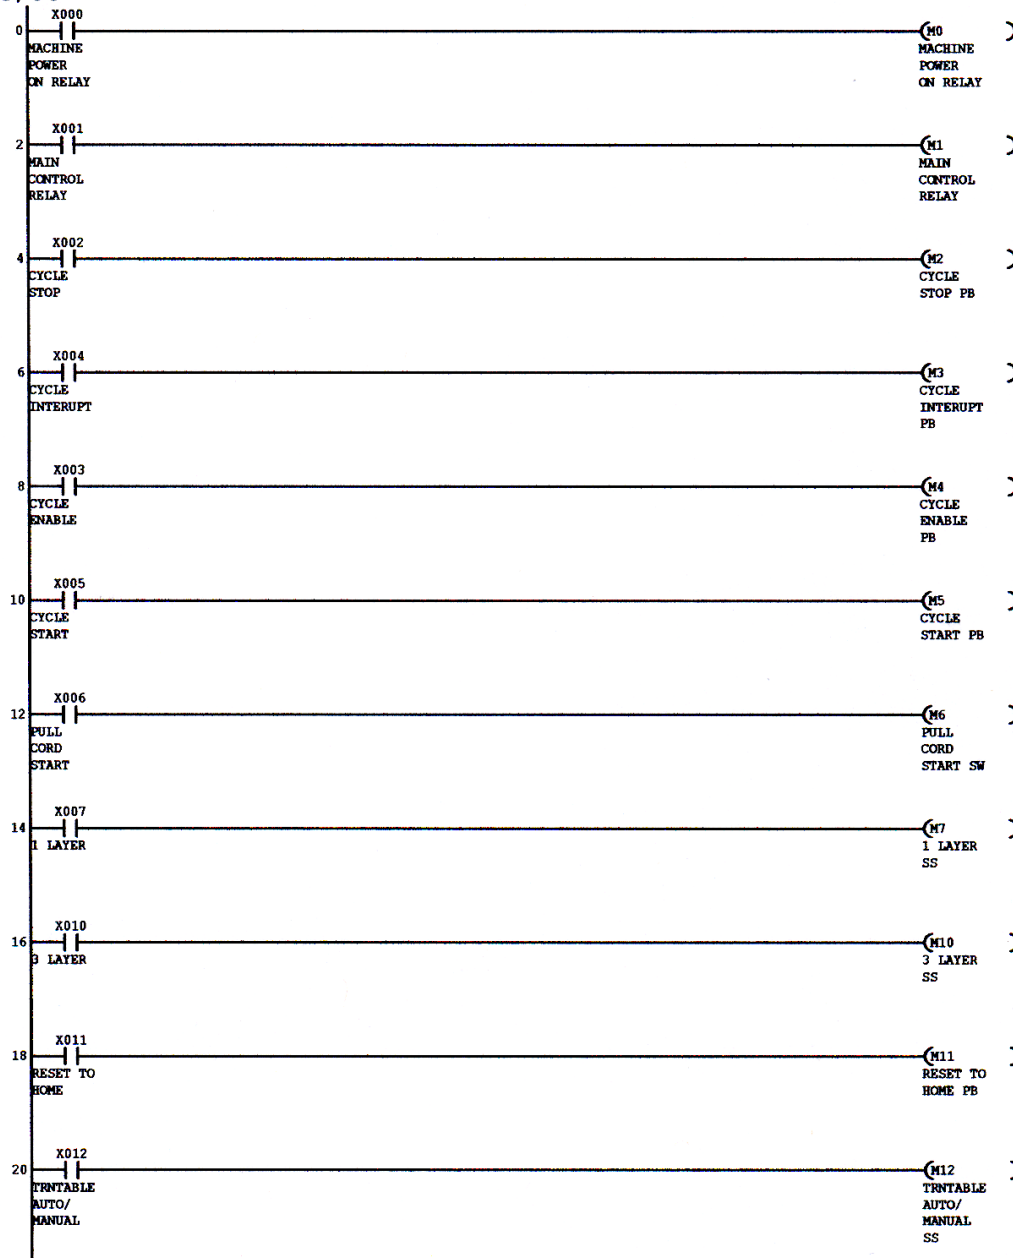 X000
0
M0
MACHINE
POWER
ON RELAY
MACHINE
POWER
ON RELAY
X001
2
M1
MAIN
CONTROL
RELAY
MAIN
CONTROL
RELAY
X002
4
M2
CYCLE
STOP
CYCLE
STOP PB
X004
6
M3
CYCLE
INTERUPT
CYCLE
INTERUPT
PB
X003
8
M4
CYCLE
ENABLE
CYCLE
ENABLE
PB
X005
10
M5
CYCLE
START
CYCLE
START PB
X006
12
M6
PULL
CORD
START
PULL
CORD
START SW
X007
14
M7
1 LAYER
1 LAYER
SS
X010
16
M10
3 LAYER
3 LAYER
SS
X011
18
M11
RESET TO
HOME
RESET TO
HOME PB
X012
20
M12
TRNTABLE
AUTO/
MANUAL
TRNTABLE
AUTO/
MANUAL
SS